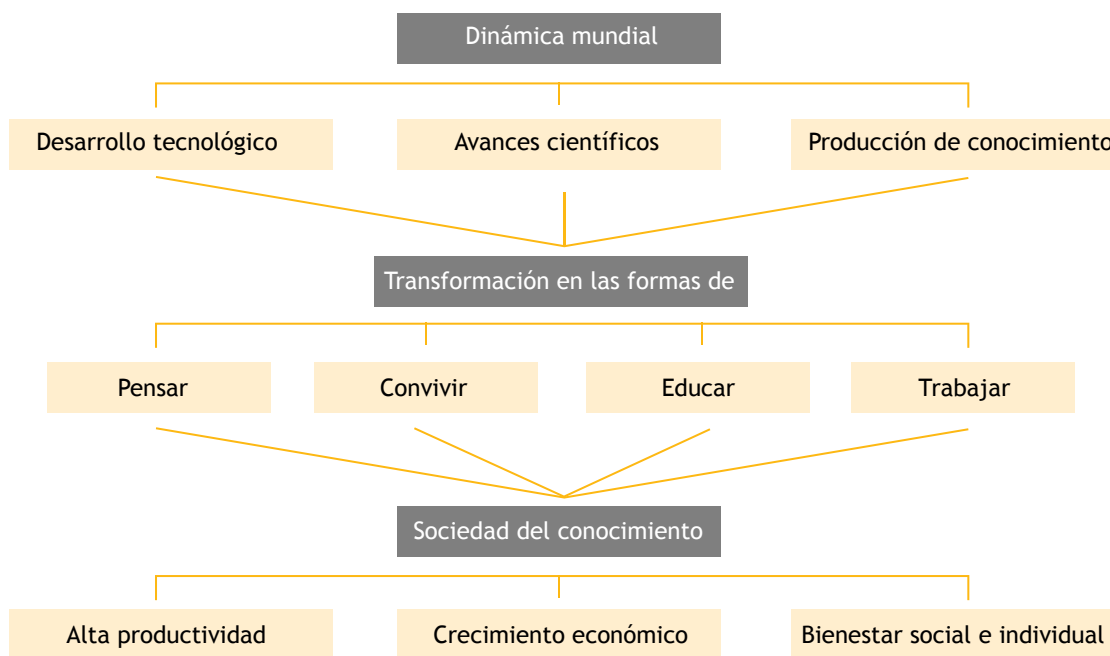 Dinámica mundial
Desarrollo tecnológico
Avances científicos
Producción de conocimiento
Transformación en las formas de
Pensar
Convivir
Educar
Trabajar
Sociedad del conocimiento
Alta productividad
Crecimiento económico
Bienestar social e individual